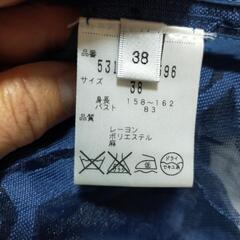 品番
38
531
96
サイズ
38
身長 158～162
バスト 83
品質
レーヨン
ポリエステル
麻
ドライ